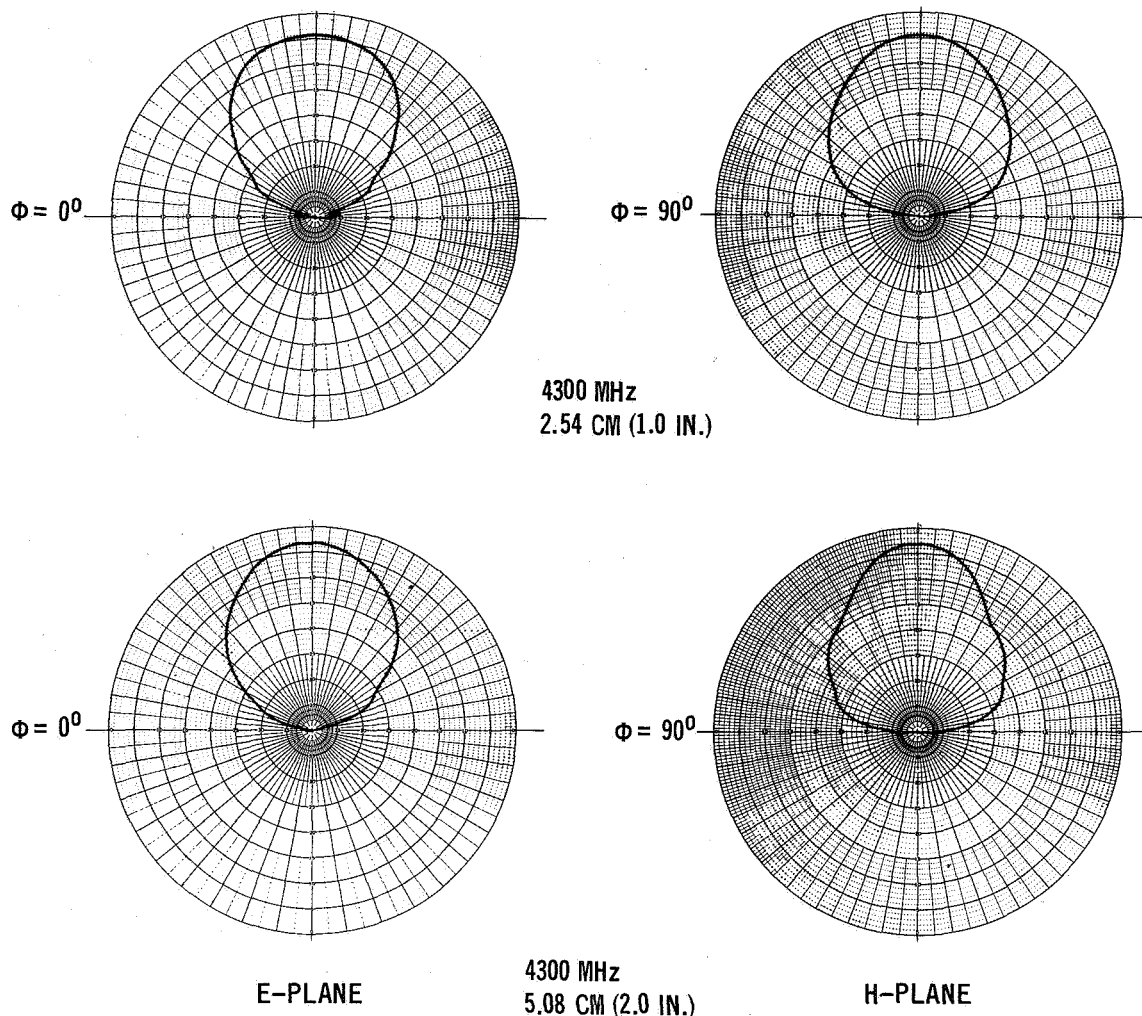 Φ = 0⁰
Φ = 90⁰
4300 MHz
2.54 CM (1.0 IN.)
Φ = 0⁰
Φ = 90⁰
E-PLANE
4300 MHz
5.08 CM (2.0 IN.)
H-PLANE